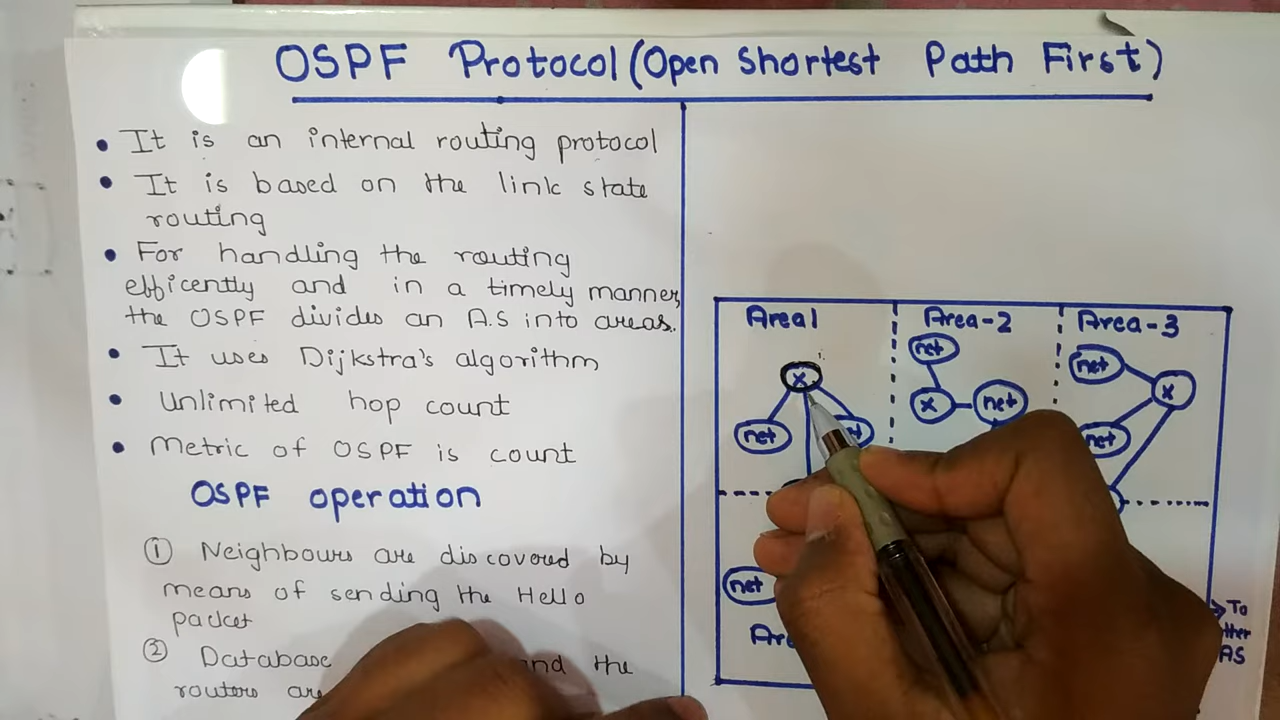 OSPF Protocol (Open Shortest Path First)
• It is an internal routing protocol
• It is based on the link state
routing
• For handling the routing
efficently and in a timely manner,
the OSPF divides an A.S into areas.
• It uses Dijkstra's algorithm
• Unlimited hop count
• Metric of OSPF is count
OSPF operation
① Neighbours are discovered by
means of sending the Hello
packet
② Database and the
routers are
Area1
x
net
Area-2
net
x
net
Area-3
net
x
net
net
To
AS